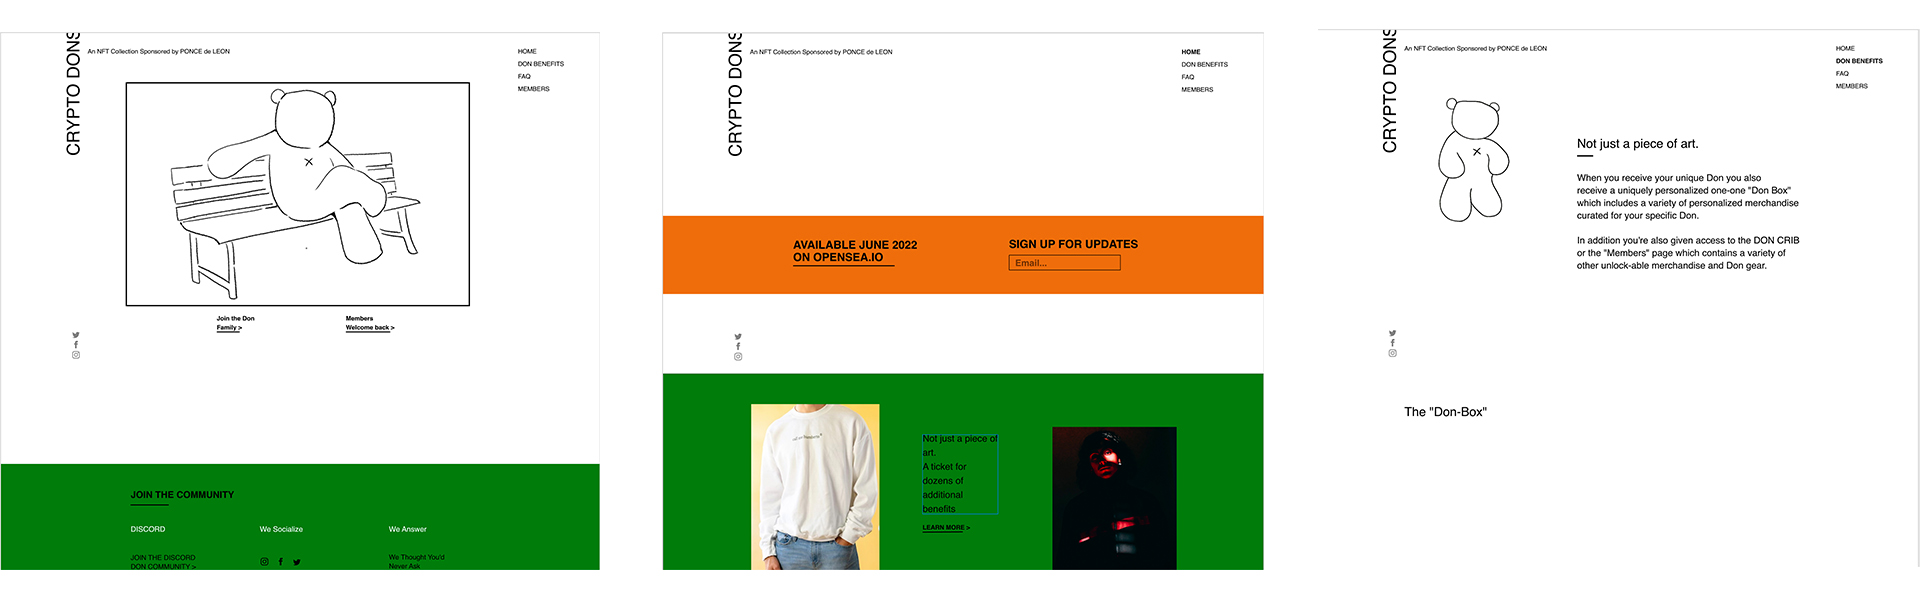 CRYPTO DONS
An NFT Collection Sponsored by PONCE de LEON
HOME
DON BENEFITS
FAQ
MEMBERS
Join the Don
Family >
Members
Welcome back >
JOIN THE COMMUNITY
DISCORD
We Socialize
We Answer
JOIN THE DISCORD
DON COMMUNITY >
We Thought You'd
Never Ask
CRYPTO DONS
An NFT Collection Sponsored by PONCE de LEON
HOME
DON BENEFITS
FAQ
MEMBERS
AVAILABLE JUNE 2022
ON OPENSEA.IO
SIGN UP FOR UPDATES
Email...
Not just a piece of
art.
A ticket for
dozens of
additional
benefits
LEARN MORE >
CRYPTO DONS
An NFT Collection Sponsored by PONCE de LEON
HOME
DON BENEFITS
FAQ
MEMBERS
Not just a piece of art.
When you receive your unique Don you also
receive a uniquely personalized one-one "Don Box"
which includes a variety of personalized merchandise
curated for your specific Don.
In addition you're also given access to the DON CRIB
or the "Members" page which contains a variety of
other unlock-able merchandise and Don gear.
The "Don-Box"